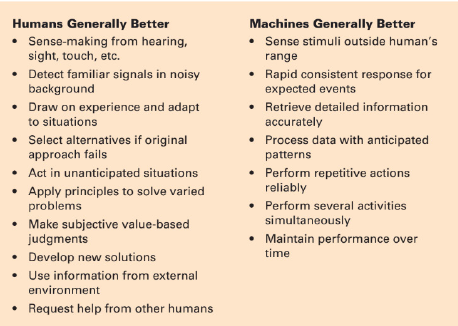 Humans Generally Better
• Sense-making from hearing,
sight, touch, etc.
• Detect familiar signals in noisy
background
• Draw on experience and adapt
to situations
• Select alternatives if original
approach fails
• Act in unanticipated situations
• Apply principles to solve varied
problems
• Make subjective value-based
judgments
• Develop new solutions
• Use information from external
environment
• Request help from other humans
Machines Generally Better
• Sense stimuli outside human's
range
• Rapid consistent response for
expected events
• Retrieve detailed information
accurately
• Process data with anticipated
patterns
• Perform repetitive actions
reliably
• Perform several activities
simultaneously
• Maintain performance over
time